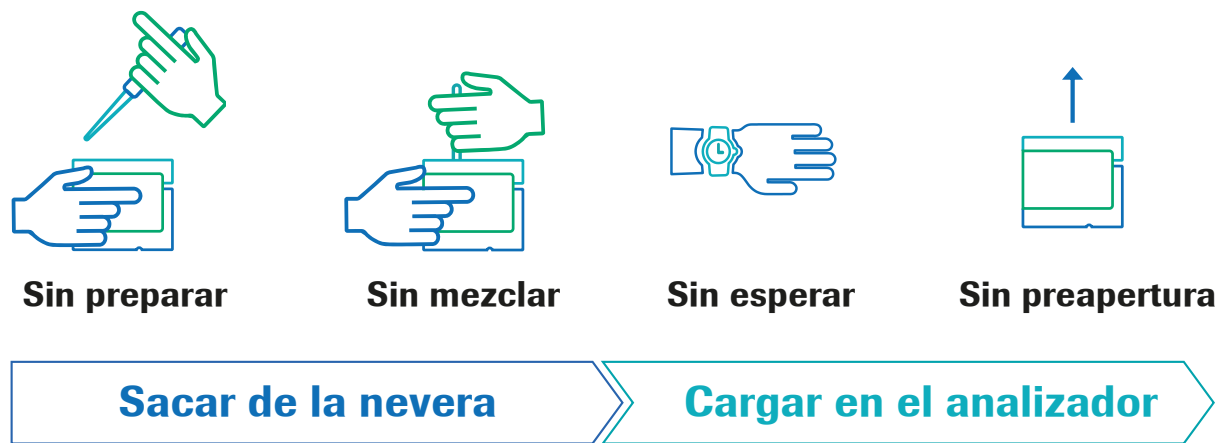 Sin preparar
Sin mezclar
Sin esperar
Sin preapertura
Sacar de la nevera
Cargar en el analizador